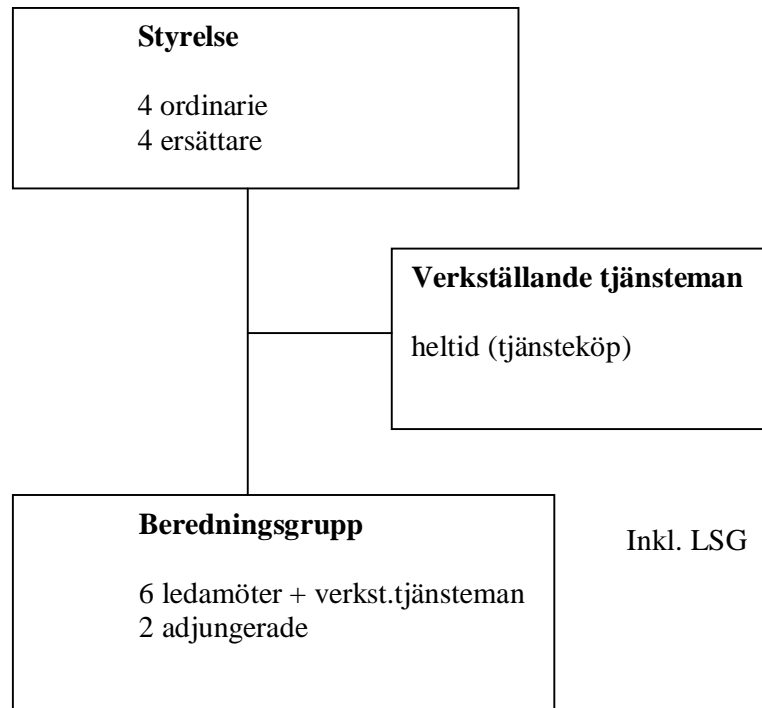 Styrelse
4 ordinarie
4 ersättare
Verkställande tjänsteman
heltid (tjänsteköp)
Beredningsgrupp
6 ledamöter + verkst.tjänsteman
2 adjungerade
Inkl. LSG